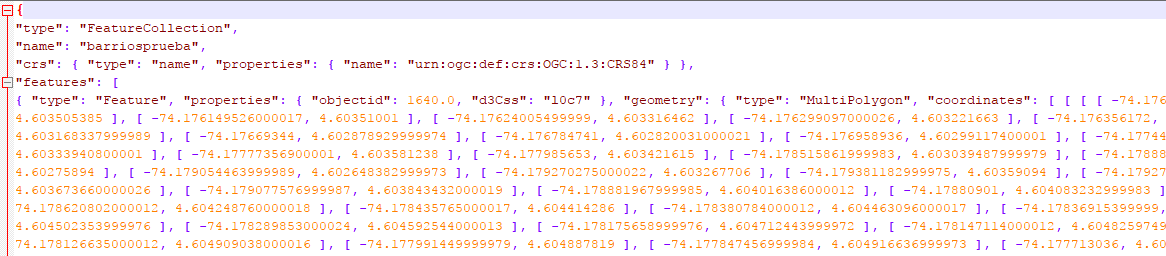 {
"type": "FeatureCollection",
"name": "barriosprueba",
"crs": { "type": "name", "properties": { "name": "urn:ogc:def:crs:OGC:1.3:CRS84" } },
"features": [
{ "type": "Feature", "properties": { "objectid": 1640.0, "d3Css": "l0c7" }, "geometry": { "type": "MultiPolygon", "coordinates": [ [ [ [ -74.176
4.603505385 ], [ -74.176149526000017, 4.60351001 ], [ -74.17624005499999, 4.603316462 ], [ -74.176299097000026, 4.603221663 ], [ -74.176356172,
4.603168337999989 ], [ -74.17669344, 4.602878929999974 ], [ -74.176784741, 4.602820031000021 ], [ -74.176958936, 4.60299117400001 ], [ -74.1774
4.60333940800001 ], [ -74.17777356900001, 4.603581238 ], [ -74.177985653, 4.603421615 ], [ -74.178515861999983, 4.603039487999979 ], [ -74.17888
4.60275894 ], [ -74.179054463999989, 4.602648382999973 ], [ -74.179270275000022, 4.603267706 ], [ -74.179381182999975, 4.60359094 ], [ -74.17927
4.603673660000026 ], [ -74.179077576999987, 4.603843432000019 ], [ -74.178881967999985, 4.604016386000012 ], [ -74.17880901, 4.604083232999983 ]
74.178620802000012, 4.604248760000018 ], [ -74.178435765000017, 4.604414286 ], [ -74.178380784000012, 4.604463096000017 ], [ -74.17836915399999,
4.604502353999976 ], [ -74.178289853000024, 4.604592544000013 ], [ -74.178175658999976, 4.604712443999972 ], [ -74.178147114000012, 4.6048259749
74.178126635000012, 4.604909038000016 ], [ -74.177991449999979, 4.604887819 ], [ -74.177847456999984, 4.604916636999973 ], [ -74.177713036, 4.60